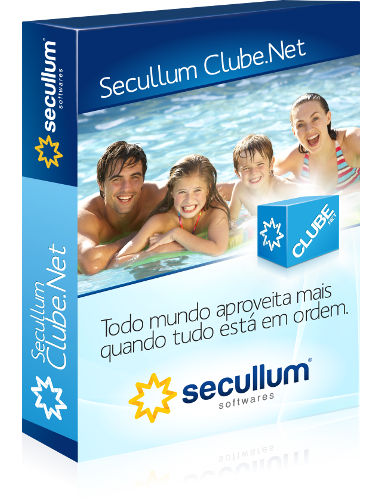 Secullum Clube.Net
secullum
softwares
Secullum
Clube.Net
CLUBE
.NET
Todo mundo aproveita mais
quando tudo está em ordem.
secullum®
softwares